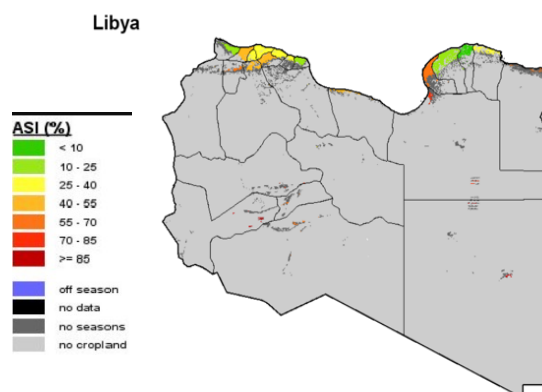 Libya
ASI (%)
< 10
10 - 25
25 - 40
40 - 55
55 - 70
70 - 85
>= 85
off season
no data
no seasons
no cropland